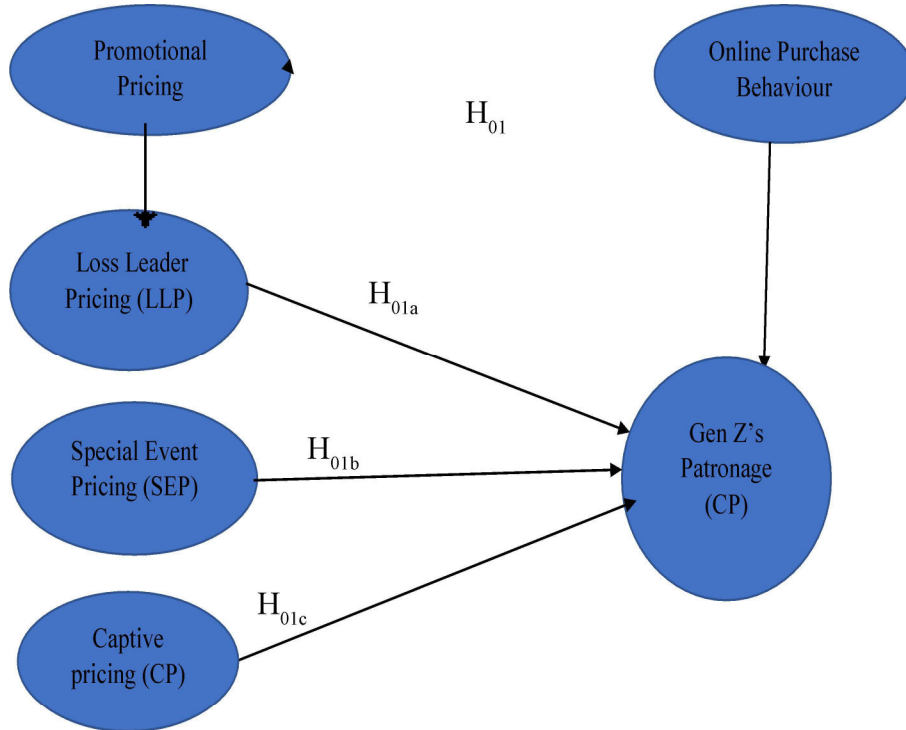 Promotional
Pricing
Online Purchase
Behaviour
H01
Loss Leader
Pricing (LLP)
H01a
Special Event
Pricing (SEP)
H01b
Gen Z's
Patronage
(CP)
H01c
Captive
pricing (CP)